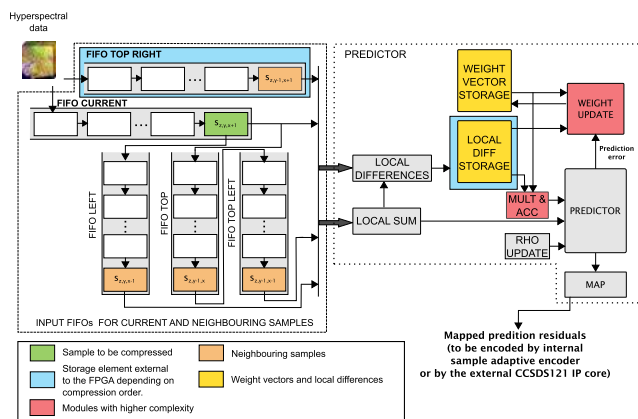 Hyperspectral
data
FIFO TOP RIGHT
s z,y-1,x+1
FIFO CURRENT
s z,y,x+1
FIFO LEFT
FIFO TOP
FIFO TOP LEFT
s z,y,x-1
s z,y-1,x
s z,y-1,x-1
INPUT FIFOs FOR CURRENT AND NEIGHBOURING SAMPLES
PREDICTOR
WEIGHT
VECTOR
STORAGE
WEIGHT
UPDATE
LOCAL
DIFFERENCES
LOCAL
DIFF
STORAGE
Prediction
error
MULT &
ACC
LOCAL SUM
PREDICTOR
RHO
UPDATE
MAP
Mapped predition residuals
(to be encoded by internal
sample adaptive encoder
or by the external CCSDS121 IP core)
Sample to be compressed
Storage element external
to the FPGA depending on
compression order.
Modules with higher complexity
Neighbouring samples
Weight vectors and local differences